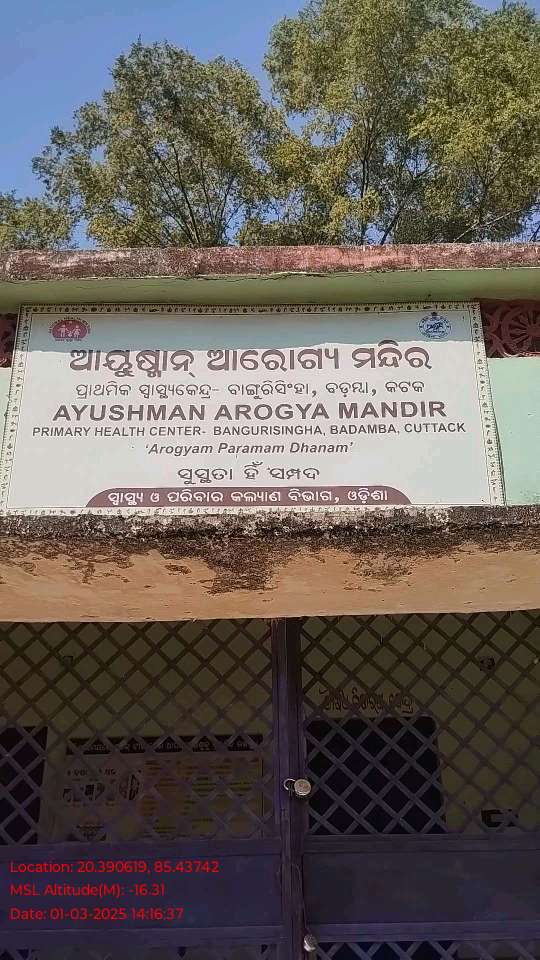 ଆୟୁଷ୍ମାନ୍ ଆରୋଗ୍ୟ ମନ୍ଦିର
ପ୍ରାଥମିକ ସ୍ୱାସ୍ଥ୍ୟକେନ୍ଦ୍ର- ବାଙ୍ଗୁରିସିଂହା, ବଡ଼ମ୍ବା, କଟକ
AYUSHMAN AROGYA MANDIR
PRIMARY HEALTH CENTER- BANGURISINGHA, BADAMBA, CUTTACK
‘Arogyam Paramam Dhanam’
ସୁସ୍ଥତା ହିଁ ସମ୍ପଦ
ସ୍ୱାସ୍ଥ୍ୟ ଓ ପରିବାର କଲ୍ୟାଣ ବିଭାଗ, ଓଡ଼ିଶା
Location: 20.390619, 85.43742
MSL Altitude(M): -16.31
Date: 01-03-2025 14:16:37